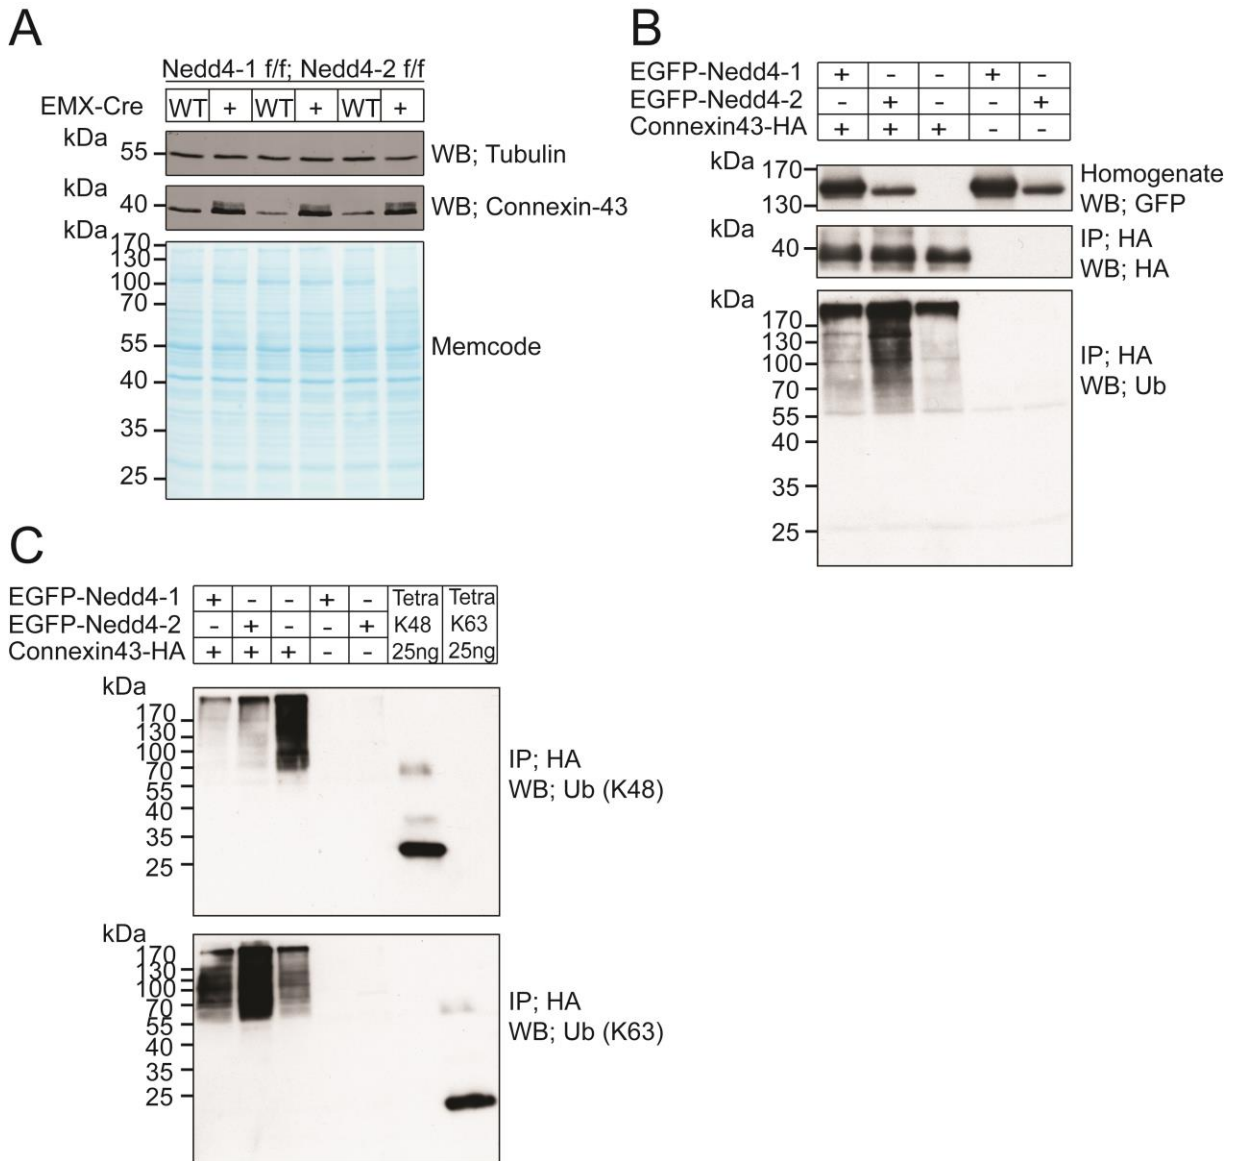 A
Nedd4-1 f/f; Nedd4-2 f/f
EMX-Cre WT + WT + WT +
kDa
55
WB; Tubulin
kDa
40
WB; Connexin-43
kDa
170
130
100
70
55
40
35
25
Memcode
B
EGFP-Nedd4-1 + - - + -
EGFP-Nedd4-2 - + - - +
Connexin43-HA + + + - -
kDa
170
130
Homogenate
WB; GFP
kDa
40
IP; HA
WB; HA
kDa
170
130
100
70
55
40
35
25
IP; HA
WB; Ub
C
EGFP-Nedd4-1 + - - + - Tetra Tetra
EGFP-Nedd4-2 - + - - + K48 K63
Connexin43-HA + + + - - 25ng 25ng
kDa
170
130
100
70
55
40
35
25
IP; HA
WB; Ub (K48)
kDa
170
130
100
70
55
40
35
25
IP; HA
WB; Ub (K63)